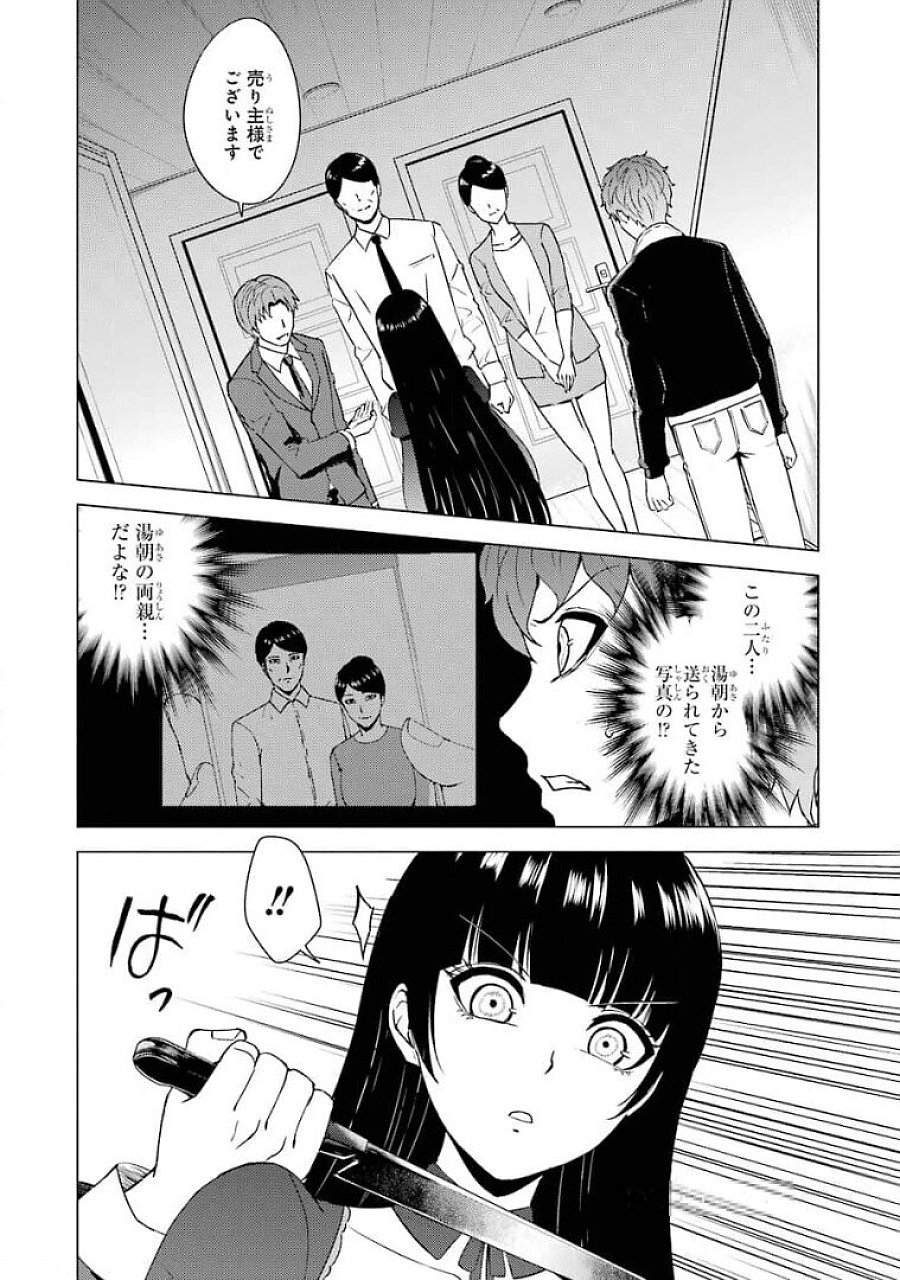 売り主様で
ございます
この二人…
湯朝から
送られてきた
写真の!?
湯朝の両親…
だよな!?
!!
ばっ